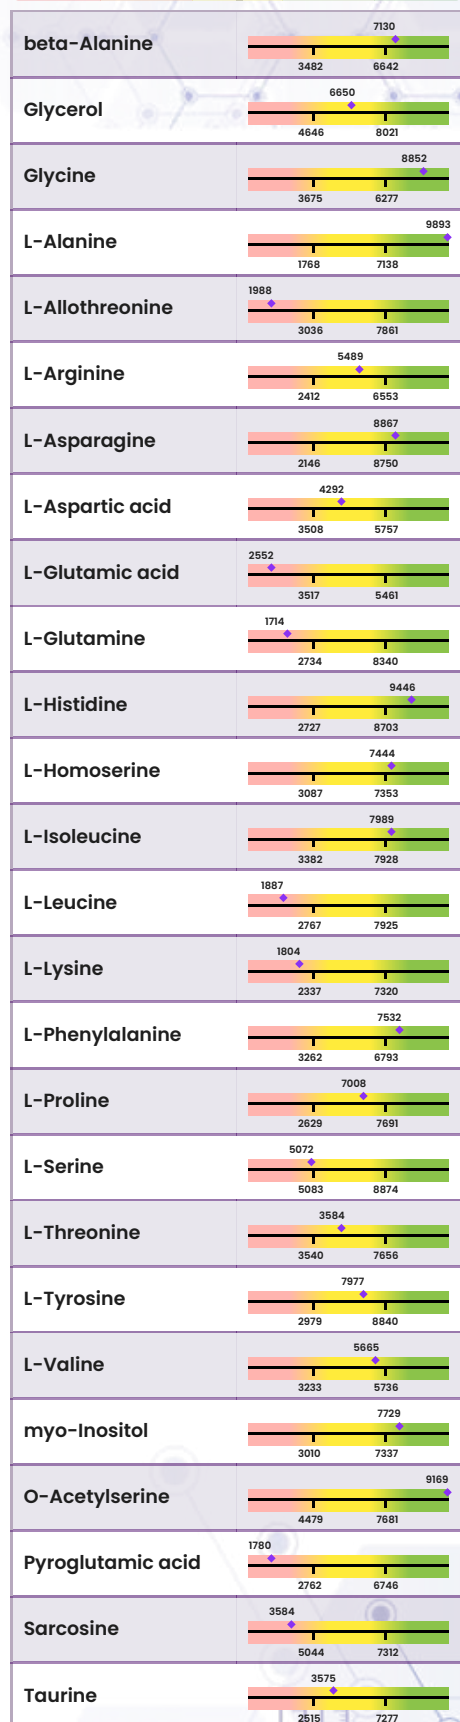 7130
beta-Alanine
3482 6642
6650
Glycerol
4646 8021
8852
Glycine
3675 6277
9893
L-Alanine
1768 7138
1988
L-Allothreonine
3036 7861
5489
L-Arginine
2412 6553
8867
L-Asparagine
2146 8750
4292
L-Aspartic acid
3508 5757
2552
L-Glutamic acid
3517 5461
1714
L-Glutamine
2734 8340
9446
L-Histidine
2727 8703
7444
L-Homoserine
3087 7353
7989
L-Isoleucine
3382 7928
1887
L-Leucine
2767 7925
1804
L-Lysine
2337 7320
7532
L-Phenylalanine
3262 6793
7008
L-Proline
2629 7691
5072
L-Serine
5083 8874
3584
L-Threonine
3540 7656
7977
L-Tyrosine
2979 8840
5665
L-Valine
3233 5736
7729
myo-Inositol
3010 7337
9169
O-Acetylserine
4479 7681
1780
Pyroglutamic acid
2762 6746
3584
Sarcosine
5044 7312
3575
Taurine
2515 7277